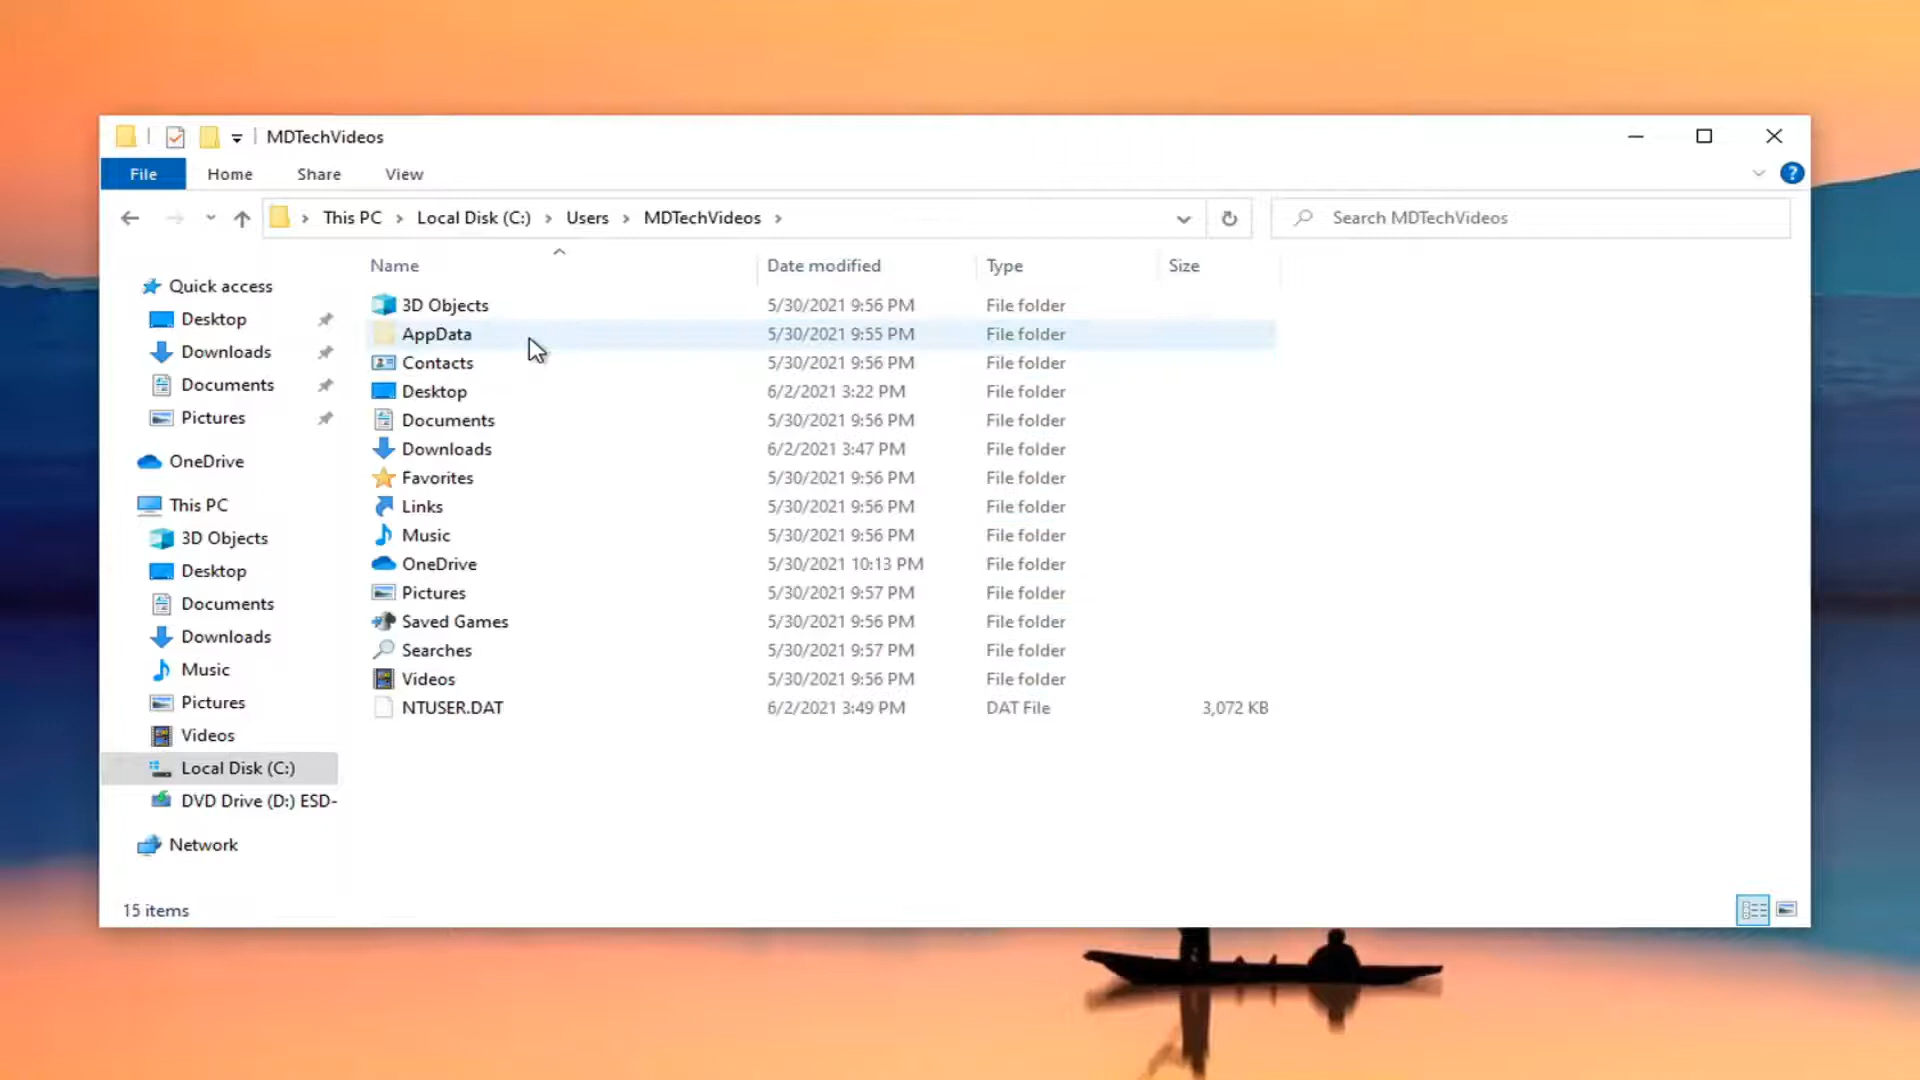 MDTechVideos
File Home Share View
This PC Local Disk (C:) Users MDTechVideos
Search MDTechVideos
Name Date modified Type Size
Quick access
Desktop
Downloads
Documents
Pictures
OneDrive
This PC
3D Objects
Desktop
Documents
Downloads
Music
Pictures
Videos
Local Disk (C:)
DVD Drive (D:) ESD-
Network
3D Objects 5/30/2021 9:56 PM File folder
AppData 5/30/2021 9:55 PM File folder
Contacts 5/30/2021 9:56 PM File folder
Desktop 6/2/2021 3:22 PM File folder
Documents 5/30/2021 9:56 PM File folder
Downloads 6/2/2021 3:47 PM File folder
Favorites 5/30/2021 9:56 PM File folder
Links 5/30/2021 9:56 PM File folder
Music 5/30/2021 9:56 PM File folder
OneDrive 5/30/2021 10:13 PM File folder
Pictures 5/30/2021 9:57 PM File folder
Saved Games 5/30/2021 9:56 PM File folder
Searches 5/30/2021 9:57 PM File folder
Videos 5/30/2021 9:56 PM File folder
NTUSER.DAT 6/2/2021 3:49 PM DAT File 3,072 KB
15 items